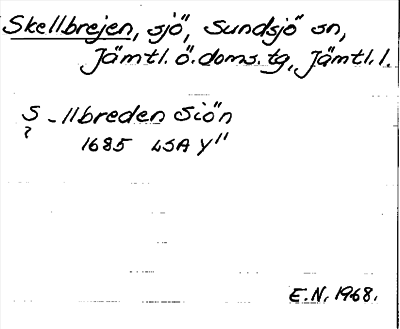 Skellbrejen, sjö, Sundsjö sn,
Jämtl. ö. doms. tg, Jämtl. l.
S - llbreden Siön
?
1685 LSA Y"
E.N. 1968.